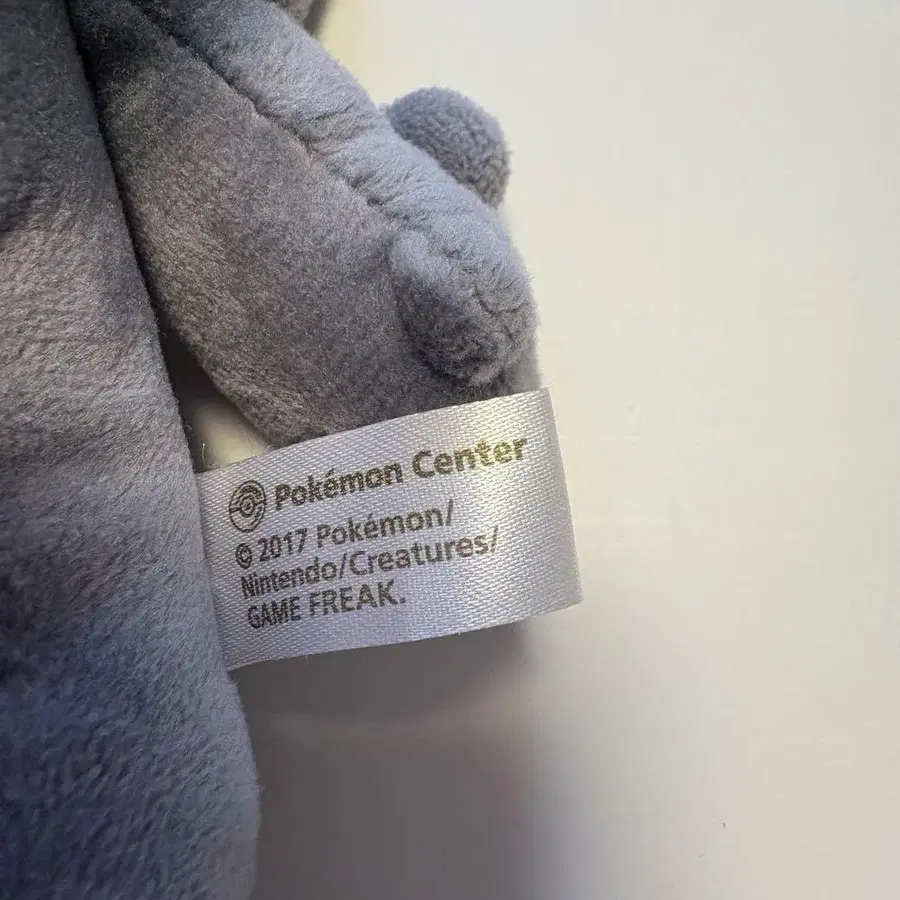 Pokémon Center
© 2017 Pokémon/
Nintendo/Creatures/
GAME FREAK.